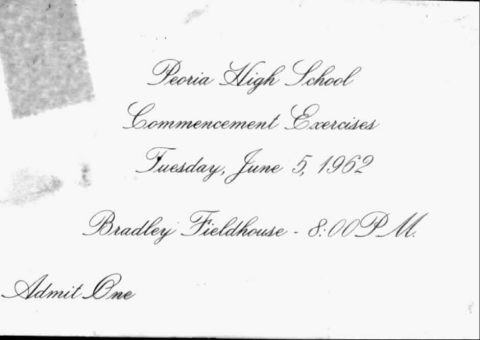 Peoria High School
Commencement Exercises
Tuesday, June 5, 1962
Bradley Fieldhouse - 8:00 P.M.
Admit One